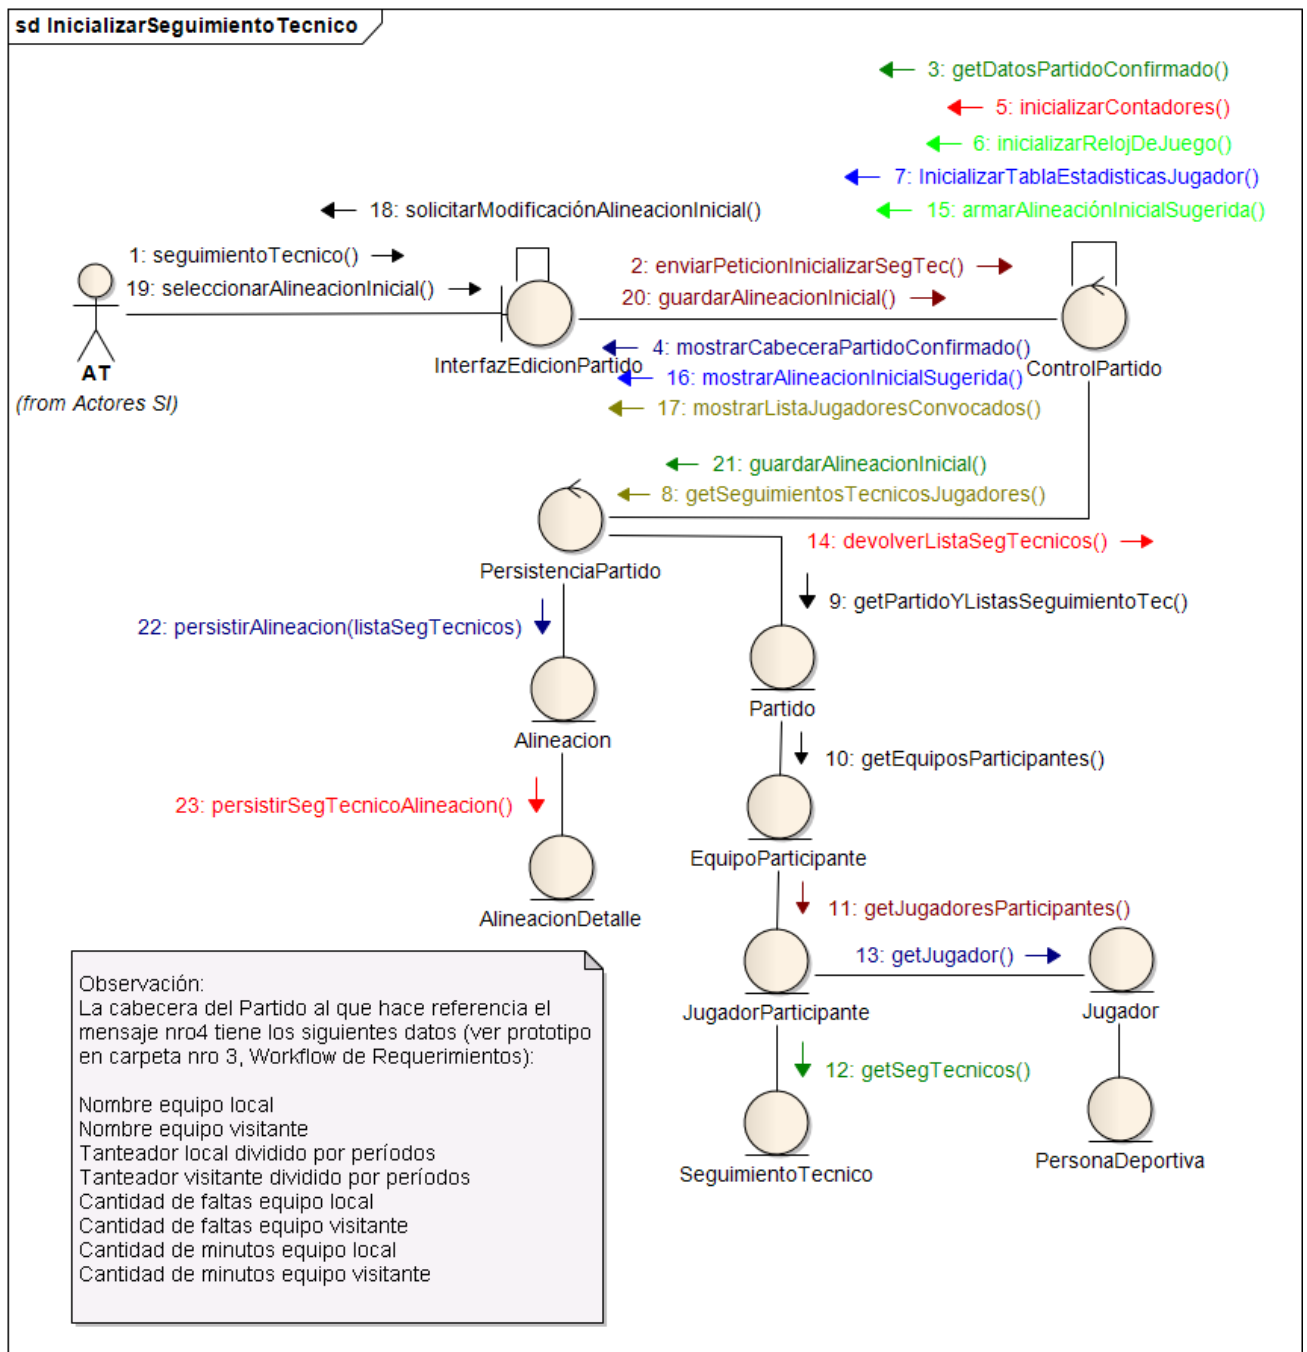 sd InicializarSeguimientoTecnico
3: getDatosPartidoConfirmado()
5: inicializarContadores()
6: inicializarRelojDeJuego()
7: InicializarTablaEstadisticasJugador()
18: solicitarModificaciónAlineacionInicial()
15: armarAlineaciónInicialSugerida()
1: seguimientoTecnico()
2: enviarPeticionInicializarSegTec()
19: seleccionarAlineacionInicial()
20: guardarAlineacionInicial()
4: mostrarCabeceraPartidoConfirmado()
InterfazEdicionPartido
ControlPartido
AT
16: mostrarAlineacionInicialSugerida()
(from Actores SI)
17: mostrarListaJugadoresConvocados()
21: guardarAlineacionInicial()
8: getSeguimientosTecnicosJugadores()
14: devolverListaSegTecnicos()
PersistenciaPartido
9: getPartidoYListasSeguimientoTec()
22: persistirAlineacion(listaSegTecnicos)
Partido
Alineacion
10: getEquiposParticipantes()
23: persistirSegTecnicoAlineacion()
EquipoParticipante
11: getJugadoresParticipantes()
AlineacionDetalle
13: getJugador()
JugadorParticipante
Jugador
12: getSegTecnicos()
SeguimientoTecnico
PersonaDeportiva
Observación:
La cabecera del Partido al que hace referencia el
mensaje nro4 tiene los siguientes datos (ver prototipo
en carpeta nro 3, Workflow de Requerimientos):
Nombre equipo local
Nombre equipo visitante
Tanteador local dividido por períodos
Tanteador visitante dividido por períodos
Cantidad de faltas equipo local
Cantidad de faltas equipo visitante
Cantidad de minutos equipo local
Cantidad de minutos equipo visitante